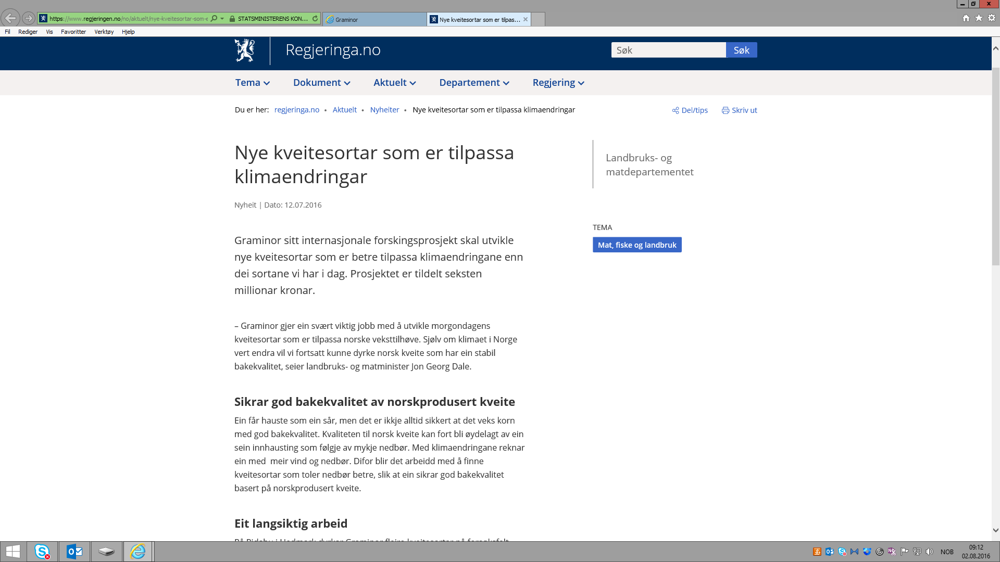 https://www.regjeringen.no/no/aktuelt/nye-kveitesortar-som-e
STATSMINISTERENS KON...
Graminor
Nye kveitesortar som er tilpas...
Fil Rediger Vis Favoritter Verktøy Hjelp
Regjeringa.no
Søk
Søk
Tema Dokument Aktuelt Departement Regjering
Du er her: regjeringa.no • Aktuelt • Nyheiter • Nye kveitesortar som er tilpassa klimaendringar
Del/tips
Skriv ut
Nye kveitesortar som er tilpassa
klimaendringar
Nyheit | Dato: 12.07.2016
Graminor sitt internasjonale forskingsprosjekt skal utvikle
nye kveitesortar som er betre tilpassa klimaendringane enn
dei sortane vi har i dag. Prosjektet er tildelt seksten
millionar kronar.
– Graminor gjer ein svært viktig jobb med å utvikle morgondagens
kveitesortar som er tilpassa norske veksttilhøve. Sjølv om klimaet i Norge
vert endra vil vi fortsatt kunne dyrke norsk kveite som har ein stabil
bakekvalitet, seier landbruks- og matminister Jon Georg Dale.
Sikrar god bakekvalitet av norskprodusert kveite
Ein får hauste som ein sår, men det er ikkje alltid sikkert at det veks korn
med god bakekvalitet. Kvaliteten til norsk kveite kan fort bli øydelagt av ein
sein innhausting som følgje av mykje nedbør. Med klimaendringane reknar
ein med  meir vind og nedbør. Difor blir det arbeidd med å finne
kveitesortar som toler nedbør betre, slik at ein sikrar god bakekvalitet
basert på norskprodusert kveite.
Eit langsiktig arbeid
Landbruks- og
matdepartementet
TEMA
Mat, fiske og landbruk
NOB
09:12
02.08.2016